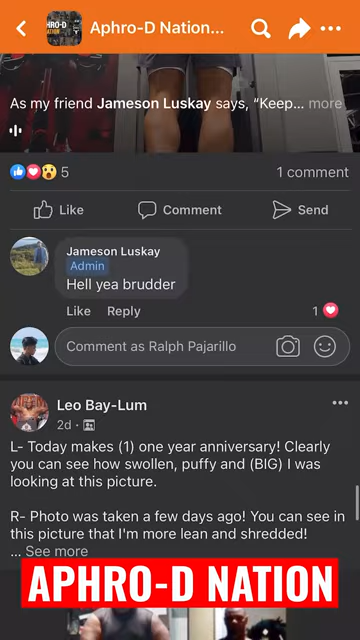 Aphro-D Nation...
As my friend Jameson Luskay says, “Keep... more
5
1 comment
Like
Comment
Send
Jameson Luskay
Admin
Hell yea brudder
Like Reply
1
Comment as Ralph Pajarillo
Leo Bay-Lum
2d ·
L- Today makes (1) one year anniversary! Clearly
you can see how swollen, puffy and (BIG) I was
looking at this picture.
R- Photo was taken a few days ago! You can see in
this picture that I'm more lean and shredded!
... See more
APHRO-D NATION